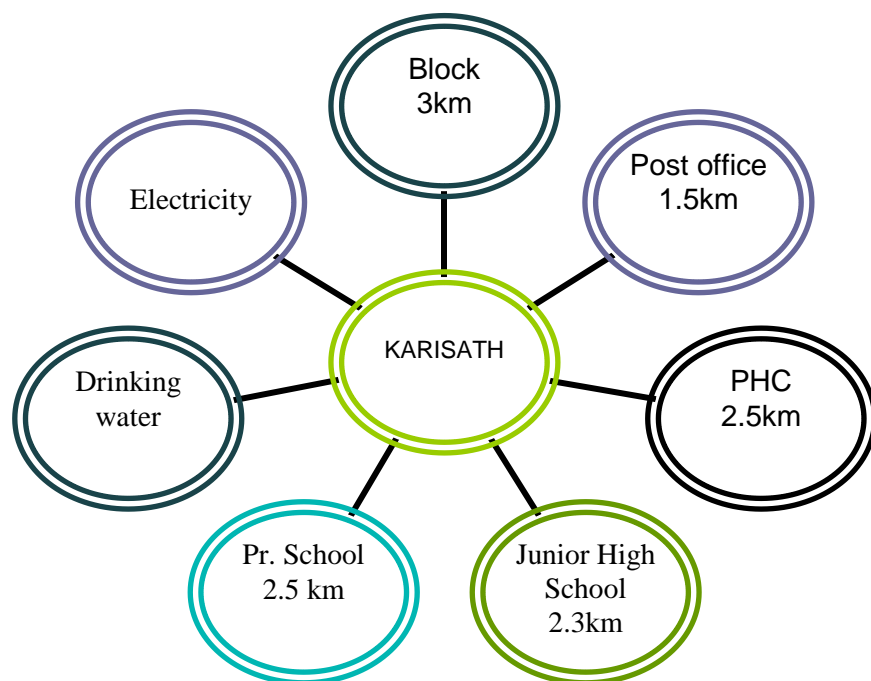 Block
3km
Post office
1.5km
Electricity
KARISATH
Drinking
water
PHC
2.5km
Pr. School
2.5 km
Junior High
School
2.3km